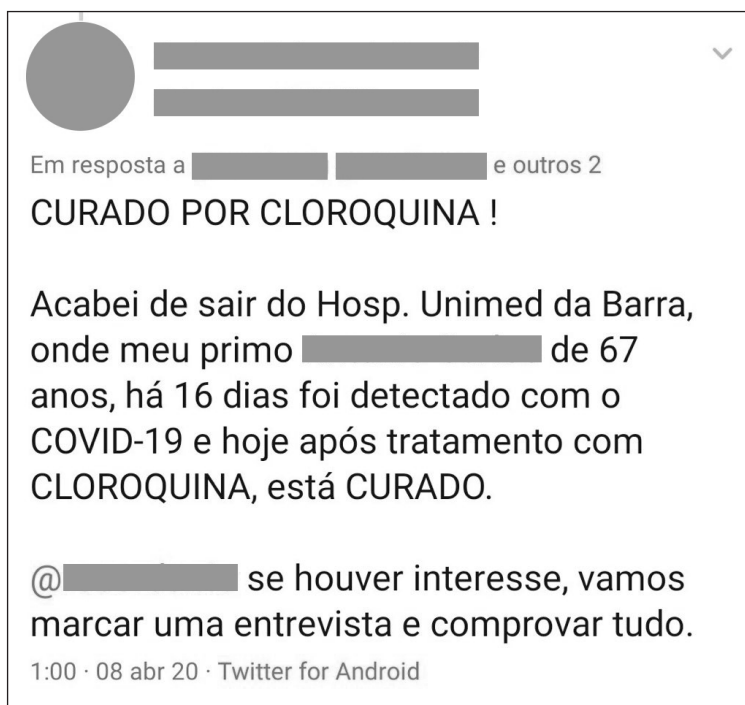 Em resposta a e outros 2
CURADO POR CLOROQUINA !
Acabei de sair do Hosp. Unimed da Barra,
onde meu primo de 67
anos, há 16 dias foi detectado com o
COVID-19 e hoje após tratamento com
CLOROQUINA, está CURADO.
@ se houver interesse, vamos
marcar uma entrevista e comprovar tudo.
1:00 · 08 abr 20 · Twitter for Android